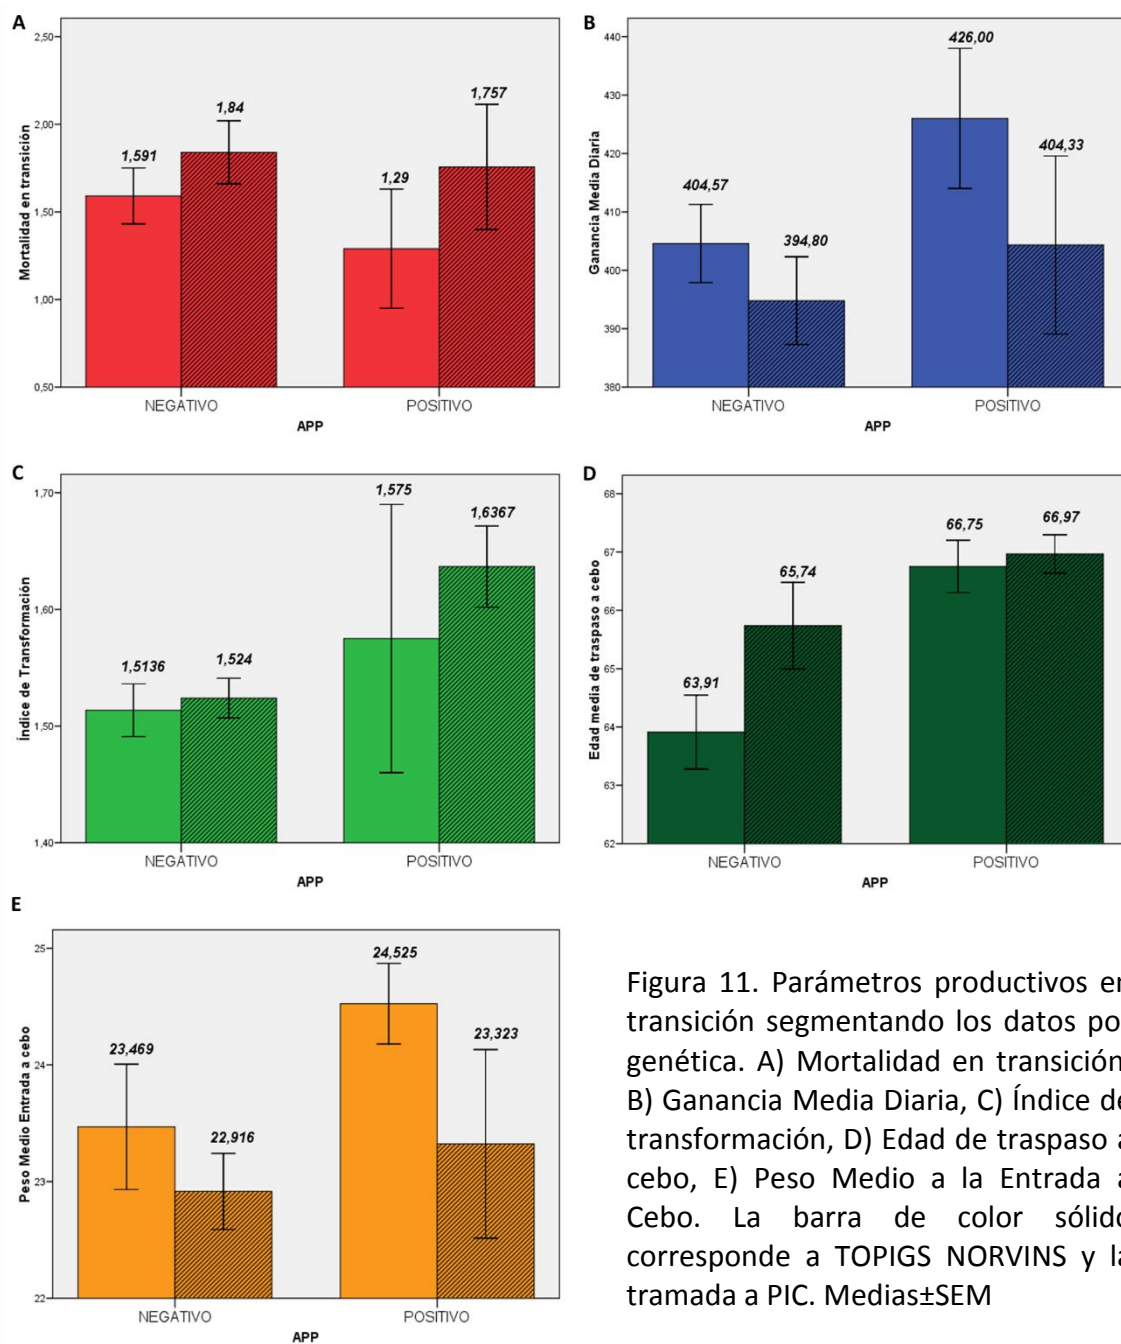 A
2,50
2,00
1,50
1,00
0,50
Mortalidad en transición
1,591
1,84
1,29
1,757
NEGATIVO
POSITIVO
APP
B
440
430
420
410
400
390
380
Ganancia Media Diaria
404,57
394,80
426,00
404,33
NEGATIVO
POSITIVO
APP
C
1,70
1,60
1,50
1,40
Índice de Transformación
1,5136
1,524
1,575
1,6367
NEGATIVO
POSITIVO
APP
D
68
67
66
65
64
63
62
Edad media de traspaso a cebo
63,91
65,74
66,75
66,97
NEGATIVO
POSITIVO
APP
E
25
24
23
22
Peso Medio Entrada a cebo
23,469
22,916
24,525
23,323
NEGATIVO
POSITIVO
APP
Figura 11. Parámetros productivos en
transición segmentando los datos po
genética. A) Mortalidad en transición
B) Ganancia Media Diaria, C) Índice de
transformación, D) Edad de traspaso a
cebo, E) Peso Medio a la Entrada a
Cebo. La barra de color sólido
corresponde a TOPIGS NORVINS y la
tramada a PIC. Medias±SEM